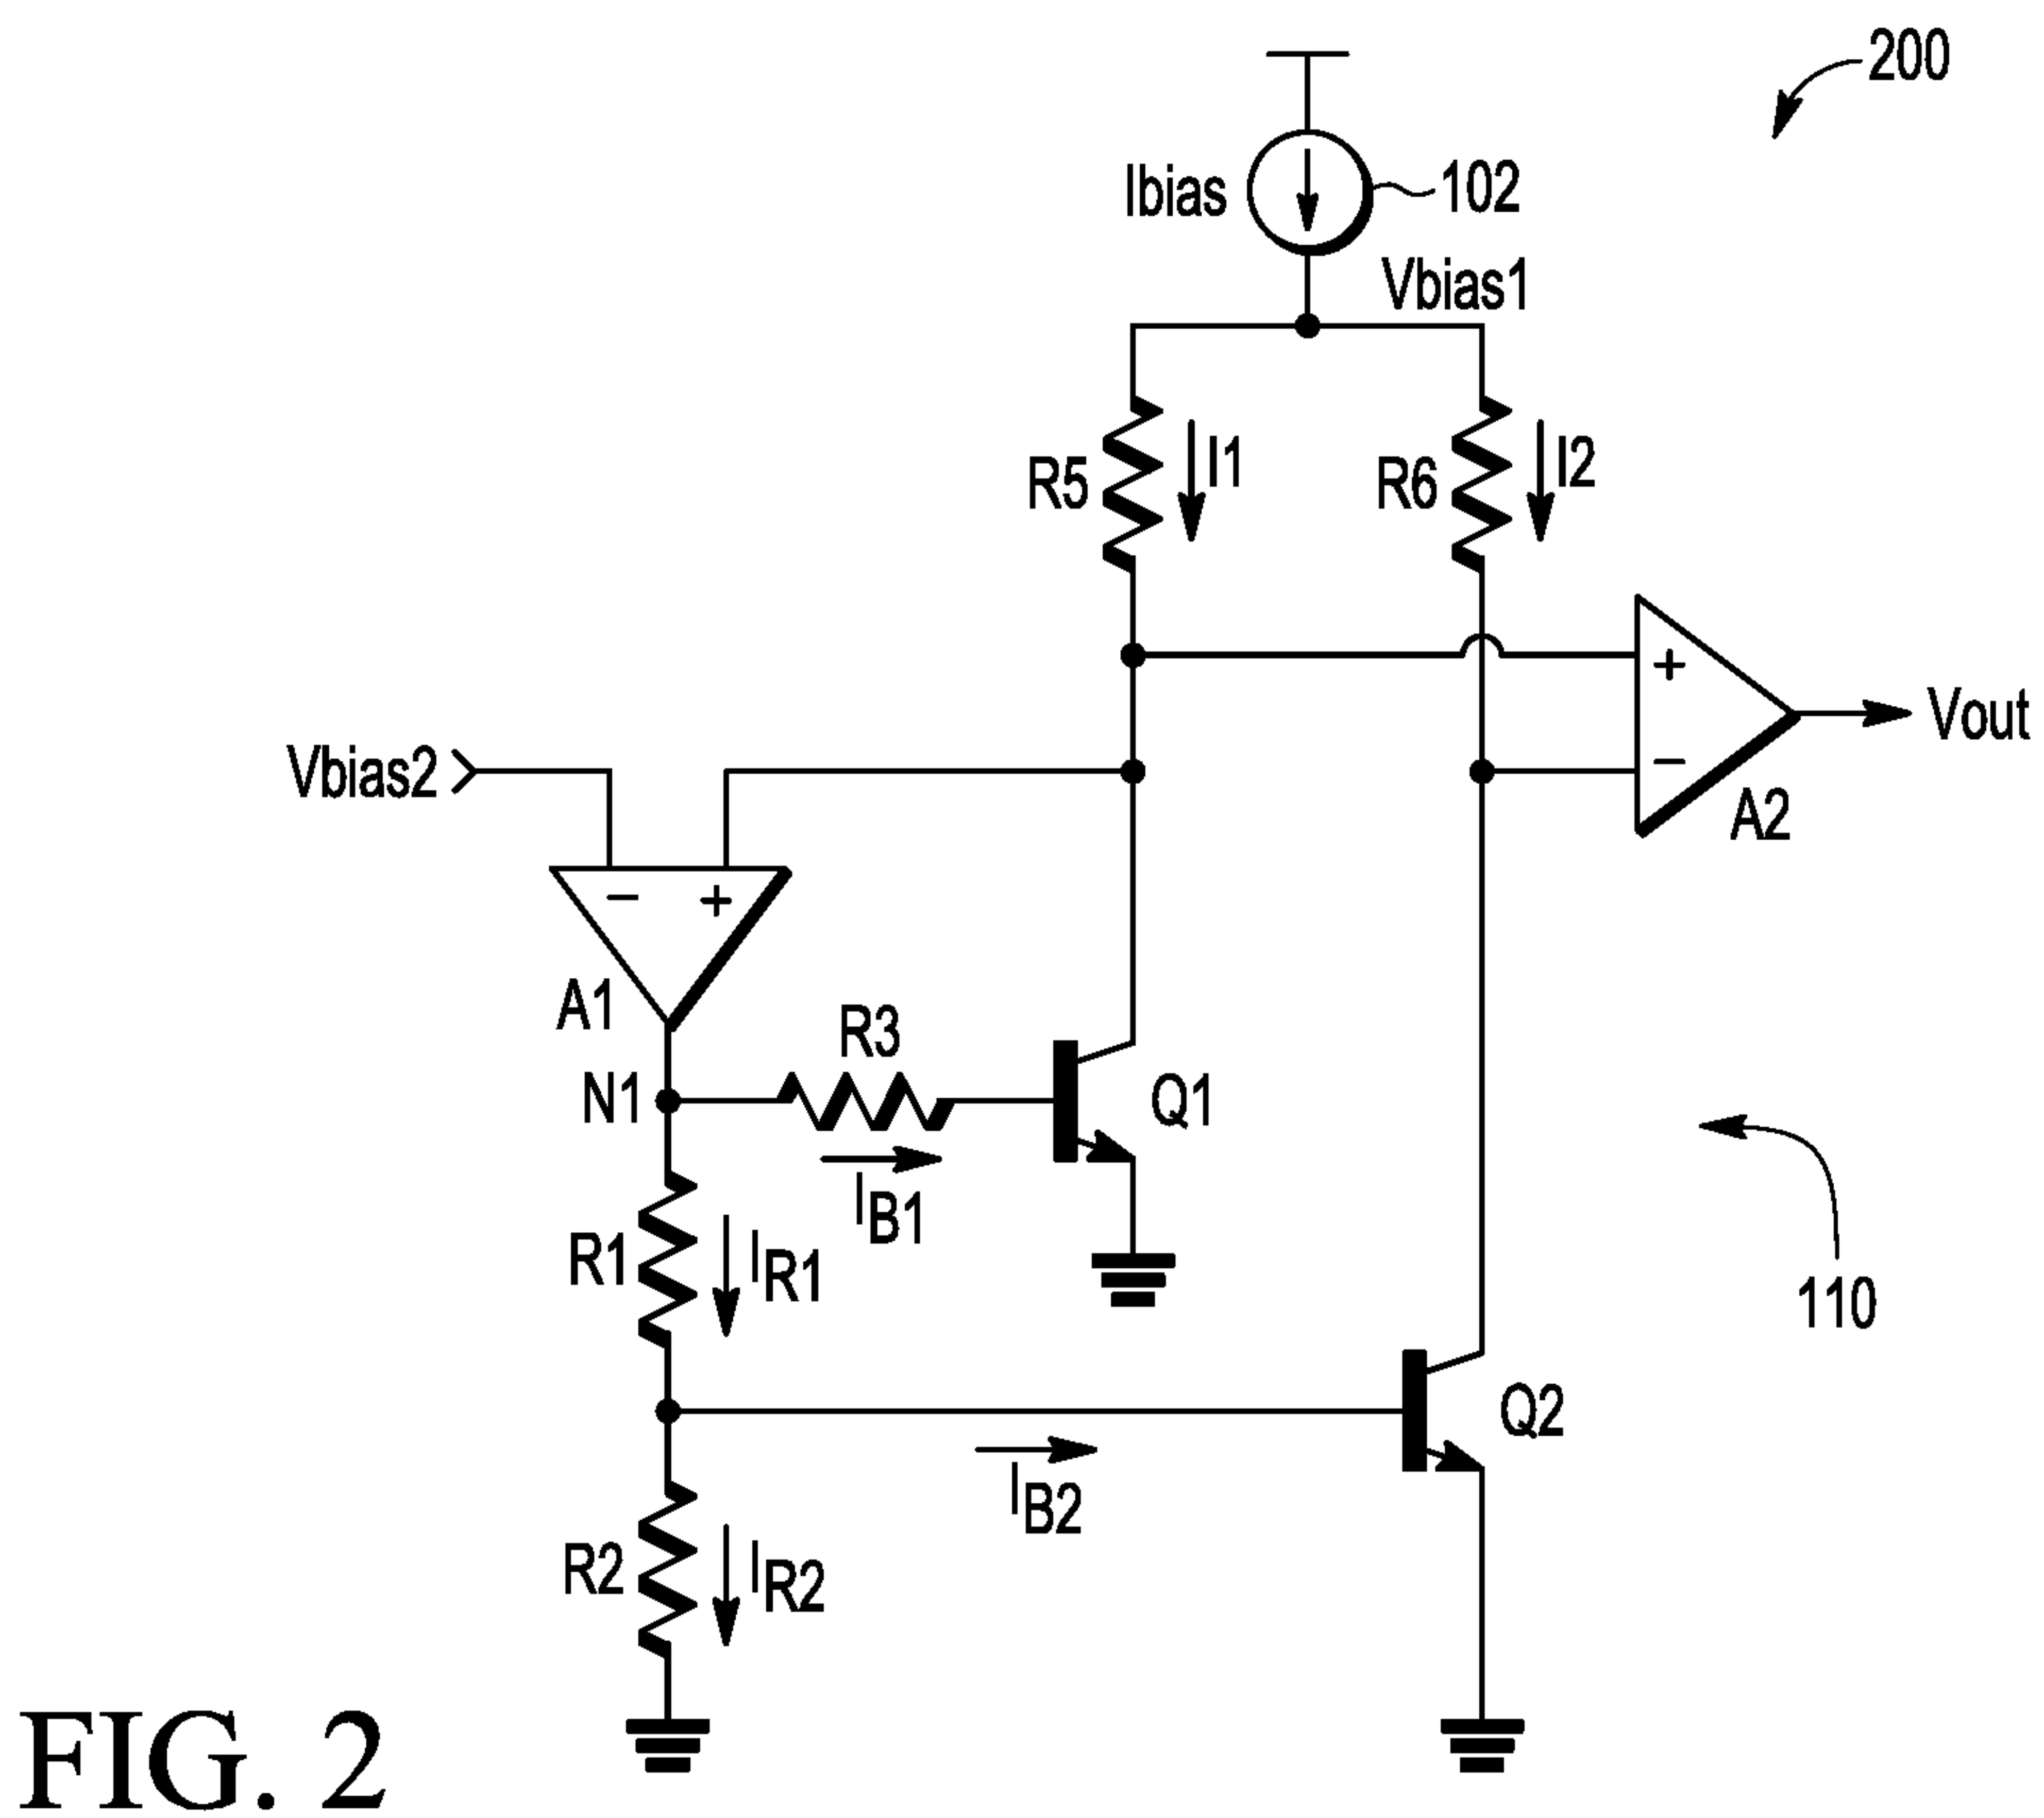 200
Ibias
102
Vbias1
R5
I1
R6
I2
+
Vout
Vbias2
−
A2
− +
A1
R3
N1
Q1
IB1
R1
IR1
110
Q2
IB2
R2
IR2
FIG. 2